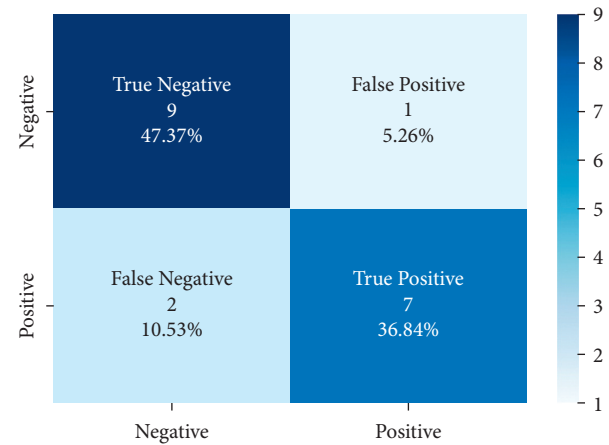 Negative
True Negative
9
47.37%
False Positive
1
5.26%
Positive
False Negative
2
10.53%
True Positive
7
36.84%
Negative
Positive
9
8
7
6
5
4
3
2
1